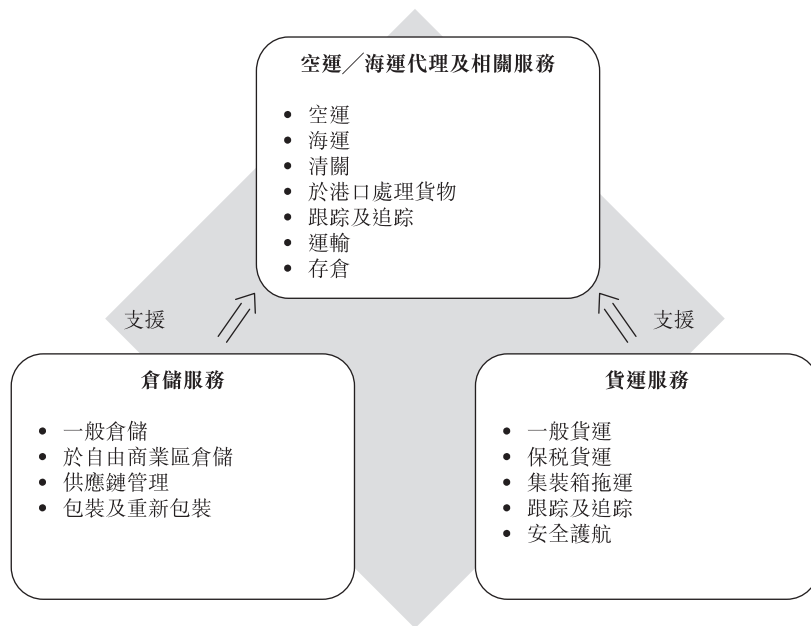 空運／海運代理及相關服務
• 空運
• 海運
• 清關
• 於港口處理貨物
• 跟踪及追踪
• 運輸
• 存倉
支援
支援
倉儲服務
• 一般倉儲
• 於自由商業區倉儲
• 供應鏈管理
• 包裝及重新包裝
貨運服務
• 一般貨運
• 保税貨運
• 集裝箱拖運
• 跟踪及追踪
• 安全護航